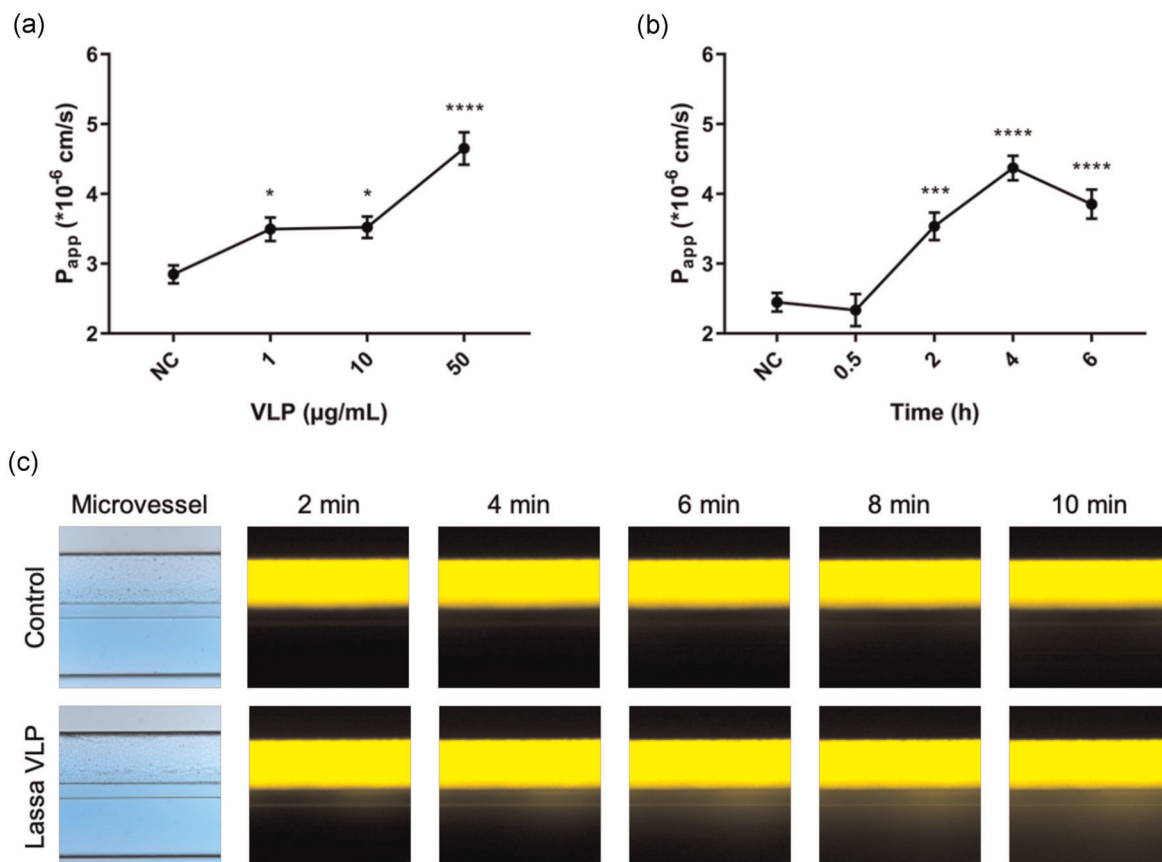 (a)
6
5
4
3
2
Papp (*10-6 cm/s)
*
*
****
NC
1
10
50
VLP (µg/mL)
(b)
6
5
4
3
2
Papp (*10-6 cm/s)
***
****
****
NC
0.5
2
4
6
Time (h)
(c)
Microvessel
2 min
4 min
6 min
8 min
10 min
Control
Lassa VLP